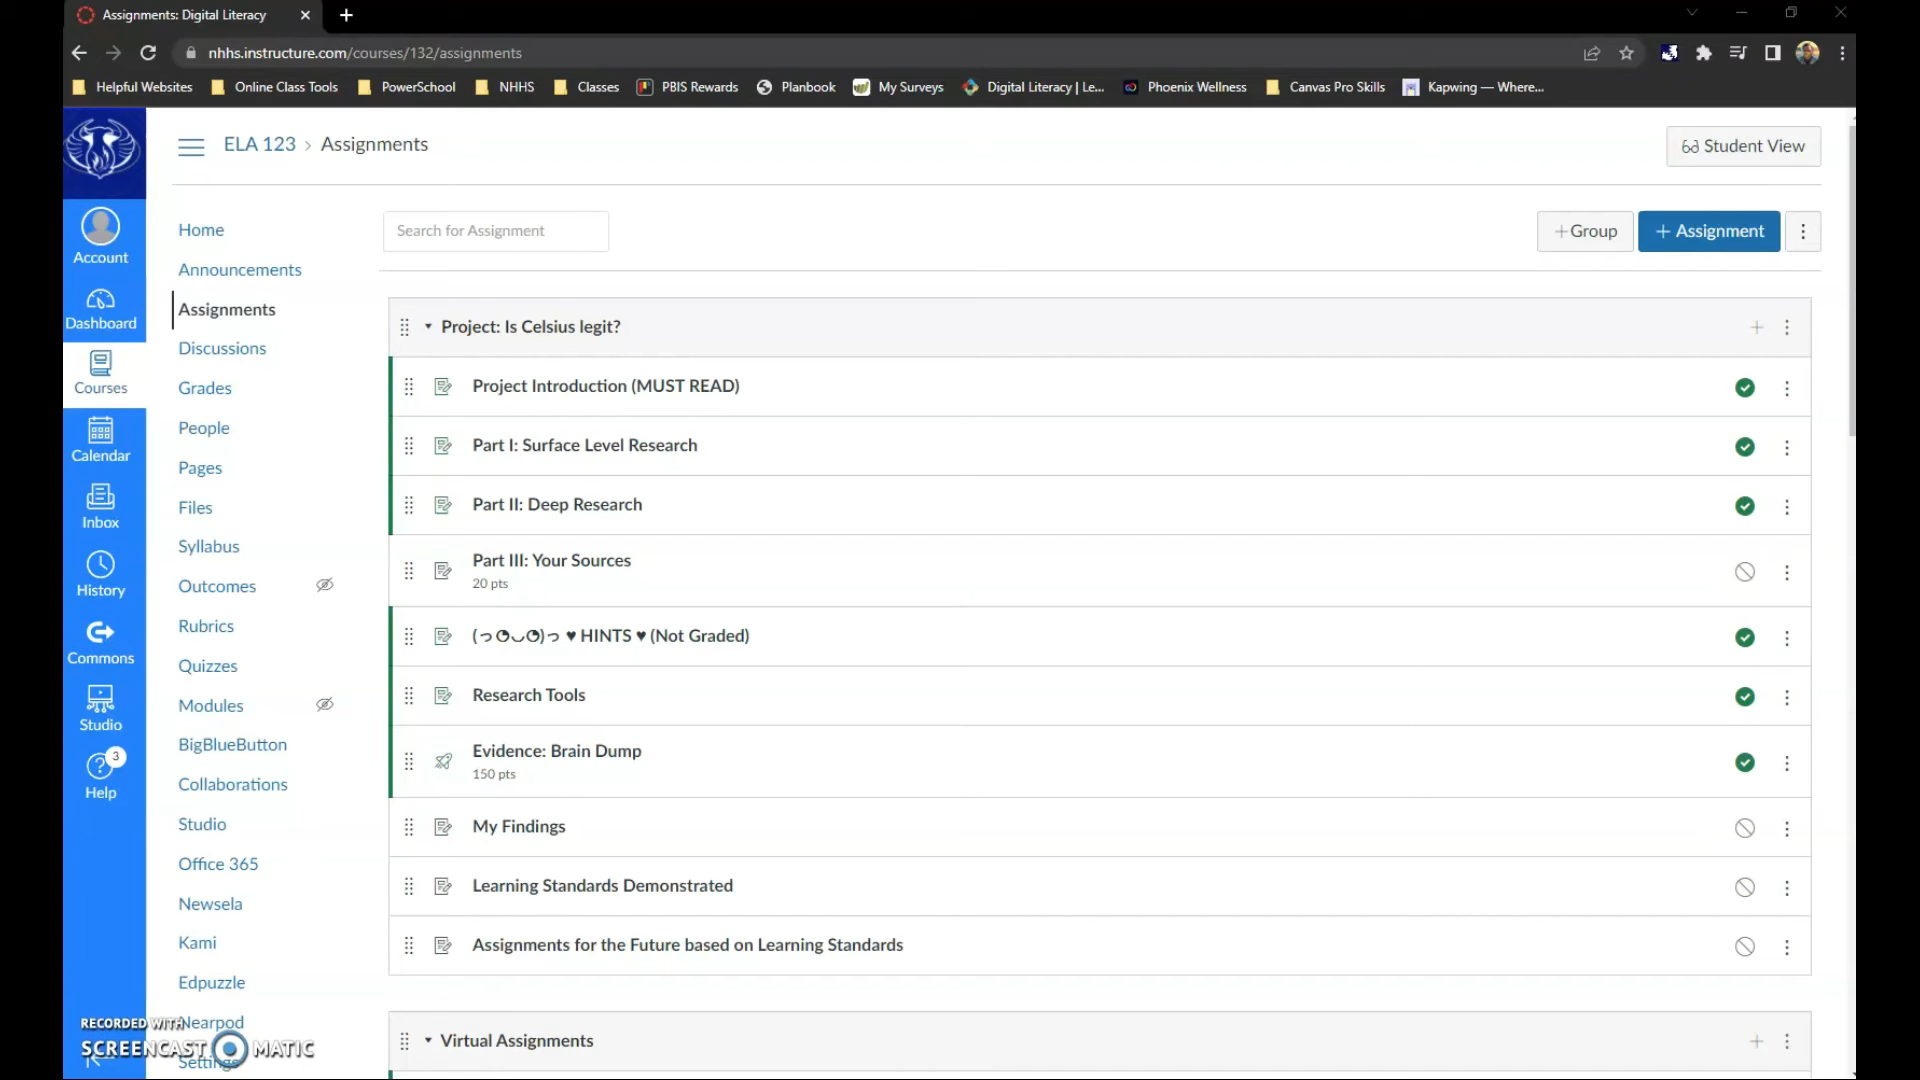 Assignments: Digital Literacy
nhhs.instructure.com/courses/132/assignments
Helpful Websites Online Class Tools PowerSchool NHHS Classes PBIS Rewards Planbook My Surveys Digital Literacy | Le... Phoenix Wellness Canvas Pro Skills Kapwing — Where...
ELA 123 › Assignments
Student View
Account
Dashboard
Courses
Calendar
Inbox
History
Commons
Studio
3
Help
Home
Announcements
Assignments
Discussions
Grades
People
Pages
Files
Syllabus
Outcomes
Rubrics
Quizzes
Modules
BigBlueButton
Collaborations
Studio
Office 365
Newsela
Kami
Edpuzzle
Nearpod
Settings
Search for Assignment
+ Group
+ Assignment
Project: Is Celsius legit?
Project Introduction (MUST READ)
Part I: Surface Level Research
Part II: Deep Research
Part III: Your Sources
20 pts
(っ◔◡◔)っ ♥ HINTS ♥ (Not Graded)
Research Tools
Evidence: Brain Dump
150 pts
My Findings
Learning Standards Demonstrated
Assignments for the Future based on Learning Standards
Virtual Assignments
RECORDED WITH
SCREENCAST MATIC